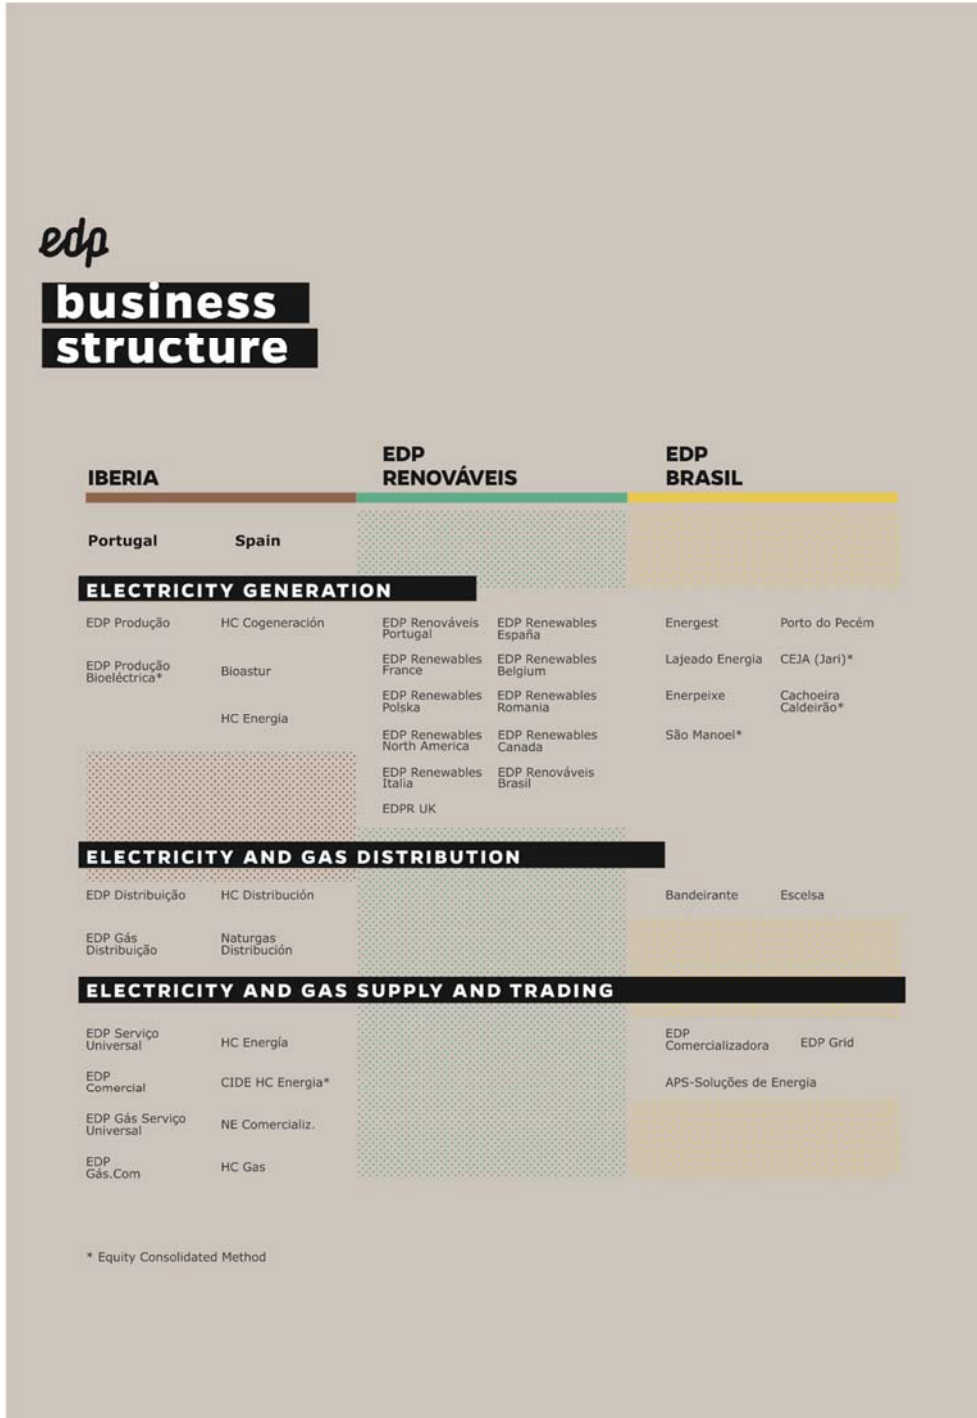 edp
business
structure
IBERIA
EDP
RENOVÁVEIS
EDP
BRASIL
Portugal
Spain
ELECTRICITY GENERATION
EDP Produção
HC Cogeneración
EDP Renováveis
Portugal
EDP Renewables
España
Energest
Porto do Pecém
EDP Produção
Bioeléctrica*
Bioastur
EDP Renewables
France
EDP Renewables
Belgium
Lajeado Energia
CEJA (Jari)*
HC Energia
EDP Renewables
Polska
EDP Renewables
Romania
Enerpeixe
Cachoeira
Caldeirão*
EDP Renewables
North America
EDP Renewables
Canada
São Manoel*
EDP Renewables
Italia
EDP Renováveis
Brasil
EDPR UK
ELECTRICITY AND GAS DISTRIBUTION
EDP Distribuição
HC Distribución
Bandeirante
Escelsa
EDP Gás
Distribuição
Naturgas
Distribución
ELECTRICITY AND GAS SUPPLY AND TRADING
EDP Serviço
Universal
HC Energía
EDP
Comercializadora
EDP Grid
EDP
Comercial
CIDE HC Energia*
APS-Soluções de Energia
EDP Gás Serviço
Universal
NE Comercializ.
EDP
Gás.Com
HC Gas
* Equity Consolidated Method